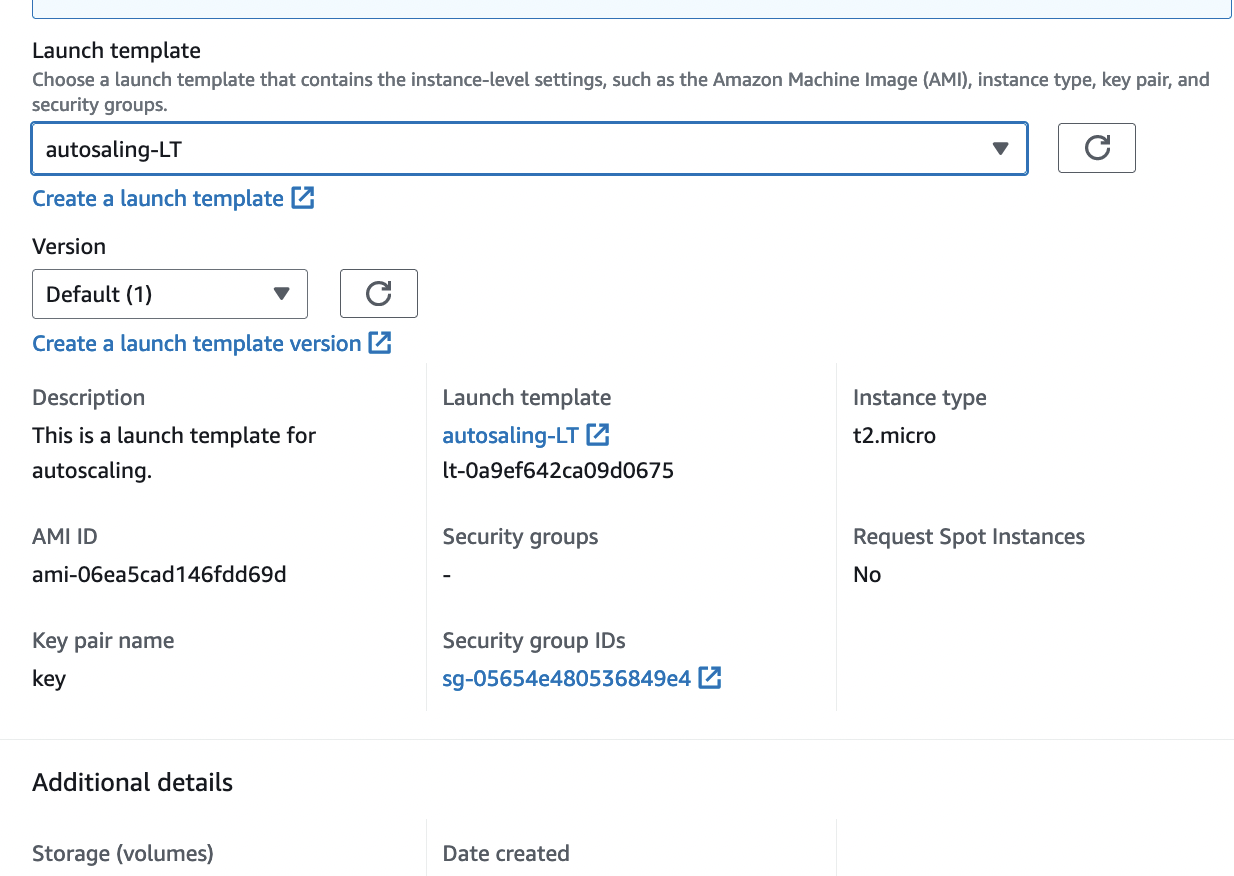 Launch template
Choose a launch template that contains the instance-level settings, such as the Amazon Machine Image (AMI), instance type, key pair, and
security groups.
autosaling-LT
Create a launch template
Version
Default (1)
Create a launch template version
Description
This is a launch template for
autoscaling.
Launch template
autosaling-LT
lt-0a9ef642ca09d0675
Instance type
t2.micro
AMI ID
ami-06ea5cad146fdd69d
Security groups
-
Request Spot Instances
No
Key pair name
key
Security group IDs
sg-05654e480536849e4
Additional details
Storage (volumes)
Date created